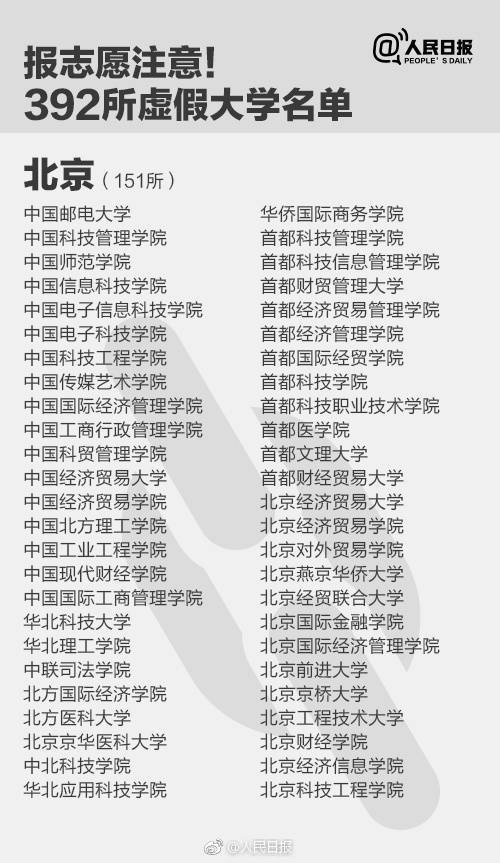 @人民日报
PEOPLE'S DAILY
报志愿注意!
392所虚假大学名单
北京(151所)
中国邮电大学
中国科技管理学院
中国师范学院
中国信息科技学院
中国电子信息科技学院
中国电子科技学院
中国科技工程学院
中国传媒艺术学院
中国国际经济管理学院
中国工商行政管理学院
中国科贸管理学院
中国经济贸易大学
中国经济贸易学院
中国北方理工学院
中国工业工程学院
中国现代财经学院
中国国际工商管理学院
华北科技大学
华北理工学院
中联司法学院
北方国际经济学院
北方医科大学
北京京华医科大学
中北科技学院
华北应用科技学院
华侨国际商务学院
首都科技管理学院
首都科技信息管理学院
首都财贸管理大学
首都经济贸易管理学院
首都经济管理学院
首都国际经贸学院
首都科技学院
首都科技职业技术学院
首都医学院
首都文理大学
首都财经贸易大学
北京经济贸易大学
北京经济贸易学院
北京对外贸易学院
北京燕京华侨大学
北京经贸联合大学
北京国际金融学院
北京国际经济管理学院
北京前进大学
北京京桥大学
北京工程技术大学
北京财经学院
北京经济信息学院
北京科技工程学院
@人民日报